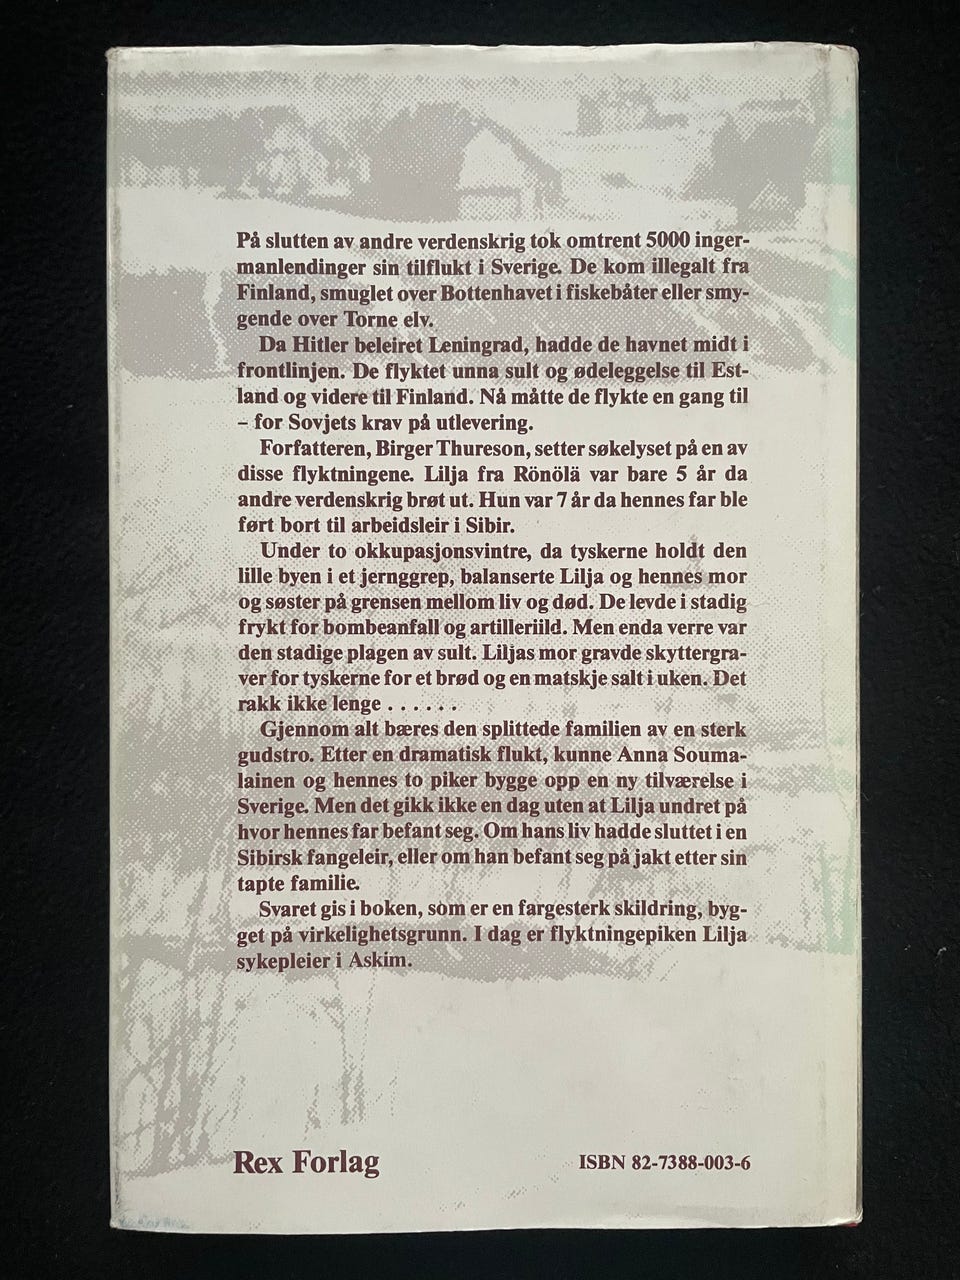 På slutten av andre verdenskrig tok omtrent 5000 inger-
manlendinger sin tilflukt i Sverige. De kom illegalt fra
Finland, smuglet over Bottenhavet i fiskebåter eller smy-
gende over Torne elv.
Da Hitler beleiret Leningrad, hadde de havnet midt i
frontlinjen. De flyktet unna sult og ødeleggelse til Est-
land og videre til Finland. Nå måtte de flykte en gang til
– for Sovjets krav på utlevering.
Forfatteren, Birger Thureson, setter søkelyset på en av
disse flyktningene. Lilja fra Rönölä var bare 5 år da
andre verdenskrig brøt ut. Hun var 7 år da hennes far ble
ført bort til arbeidsleir i Sibir.
Under to okkupasjonsvintre, da tyskerne holdt den
lille byen i et jernggrep, balanserte Lilja og hennes mor
og søster på grensen mellom liv og død. De levde i stadig
frykt for bombeanfall og artilleriild. Men enda verre var
den stadige plagen av sult. Liljas mor gravde skyttergra-
ver for tyskerne for et brød og en matskje salt i uken. Det
rakk ikke lenge . . . . . .
Gjennom alt bæres den splittede familien av en sterk
gudstro. Etter en dramatisk flukt, kunne Anna Souma-
lainen og hennes to piker bygge opp en ny tilværelse i
Sverige. Men det gikk ikke en dag uten at Lilja undret på
hvor hennes far befant seg. Om hans liv hadde sluttet i en
Sibirsk fangeleir, eller om han befant seg på jakt etter sin
tapte familie.
Svaret gis i boken, som er en fargesterk skildring, byg-
get på virkelighetsgrunn. I dag er flyktningepiken Lilja
sykepleier i Askim.
Rex Forlag
ISBN 82-7388-003-6